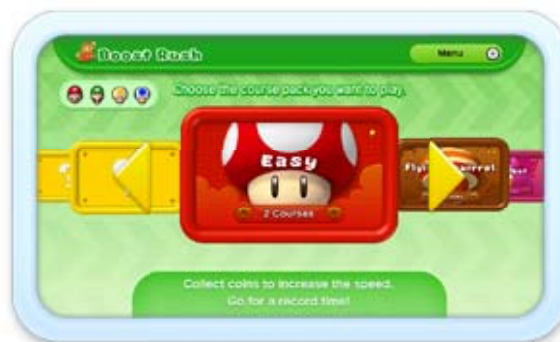 Boost Rush
Menu
Choose the course pack you want to play.
Easy
2 Courses
Collect coins to increase the speed.
Go for a record time!